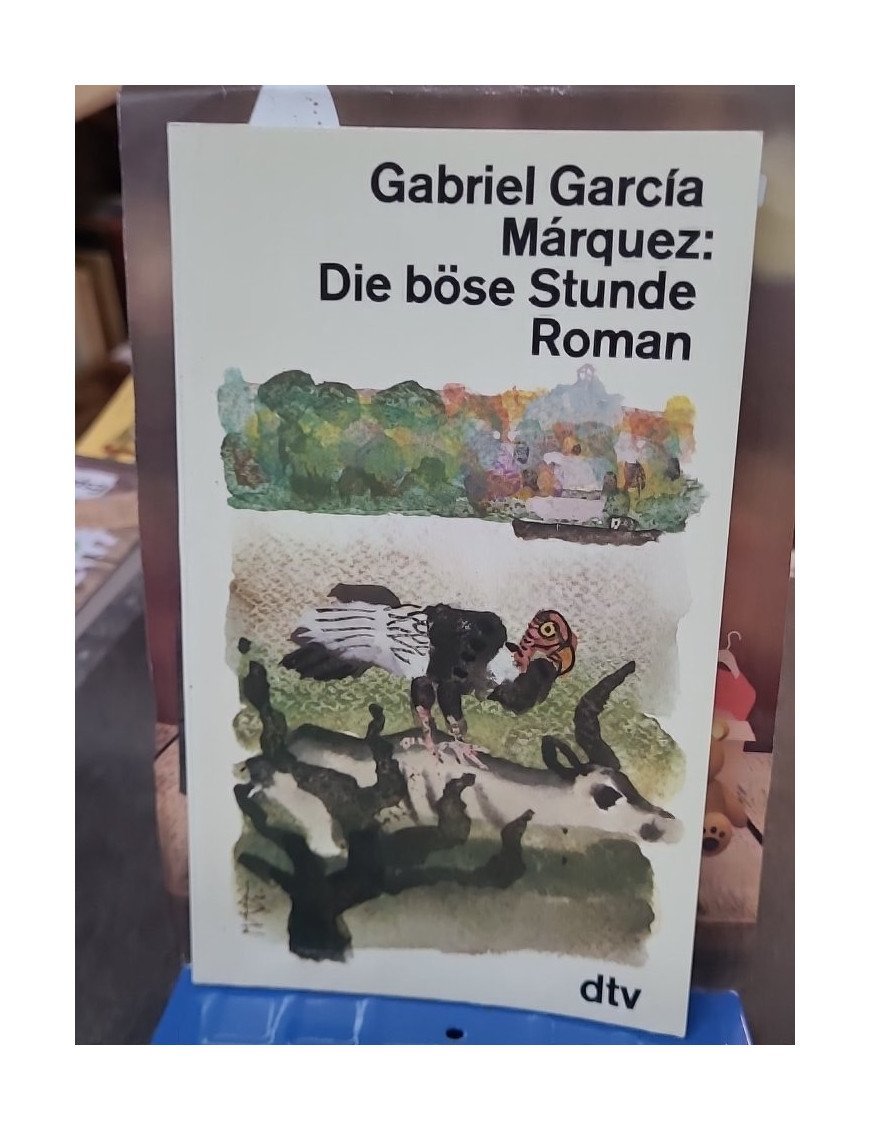 Gabriel García
Márquez:
Die böse Stunde
Roman
dtv